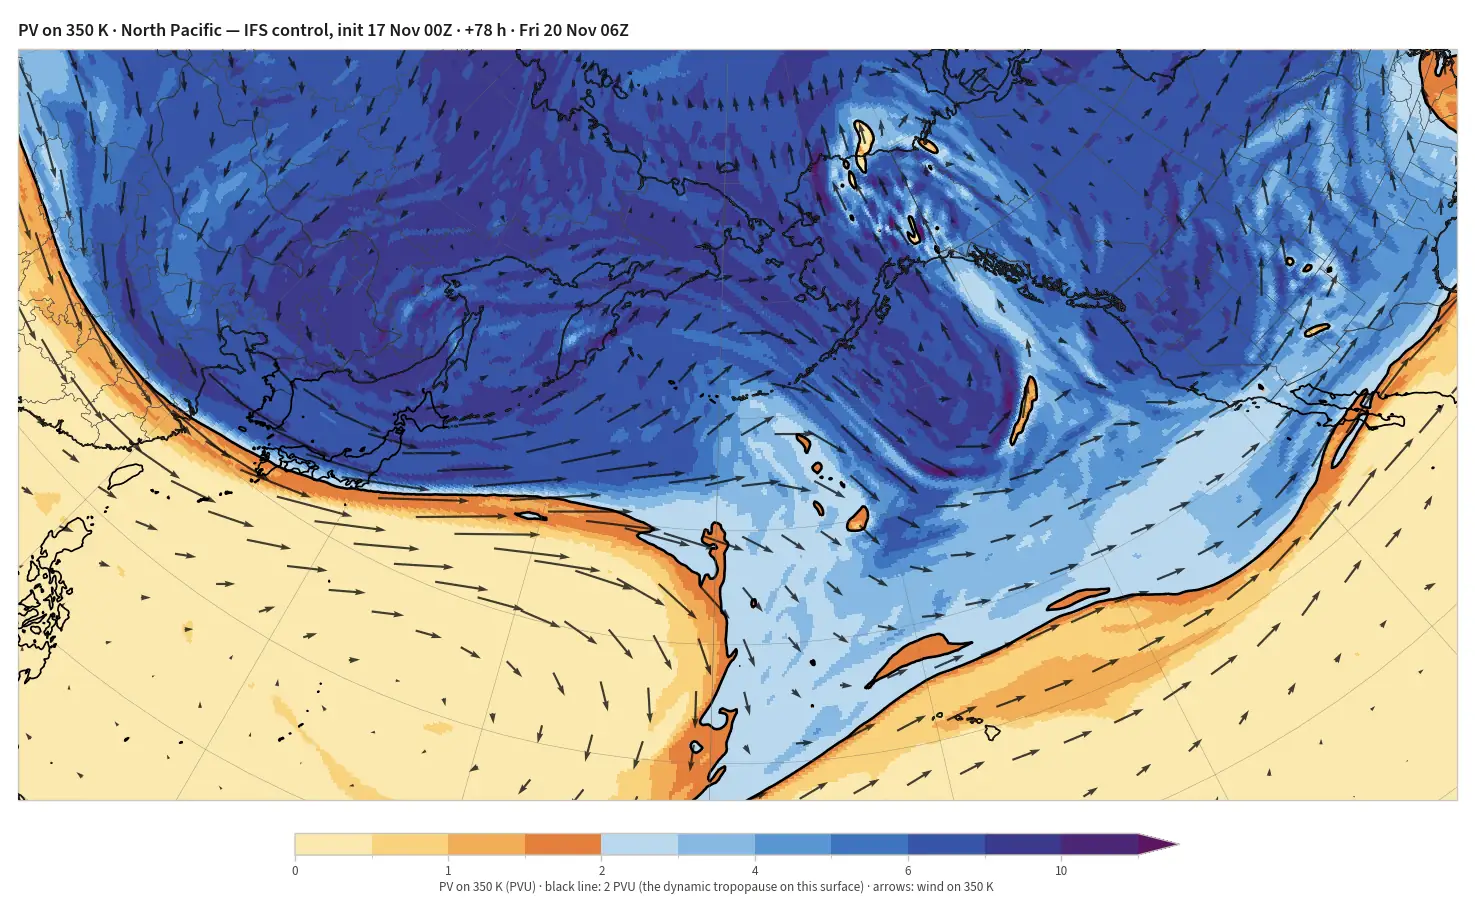 PV on 350 K · North Pacific — IFS control, init 17 Nov 00Z · +78 h · Fri 20 Nov 06Z
0 1 2 4 6 10
PV on 350 K (PVU) · black line: 2 PVU (the dynamic tropopause on this surface) · arrows: wind on 350 K